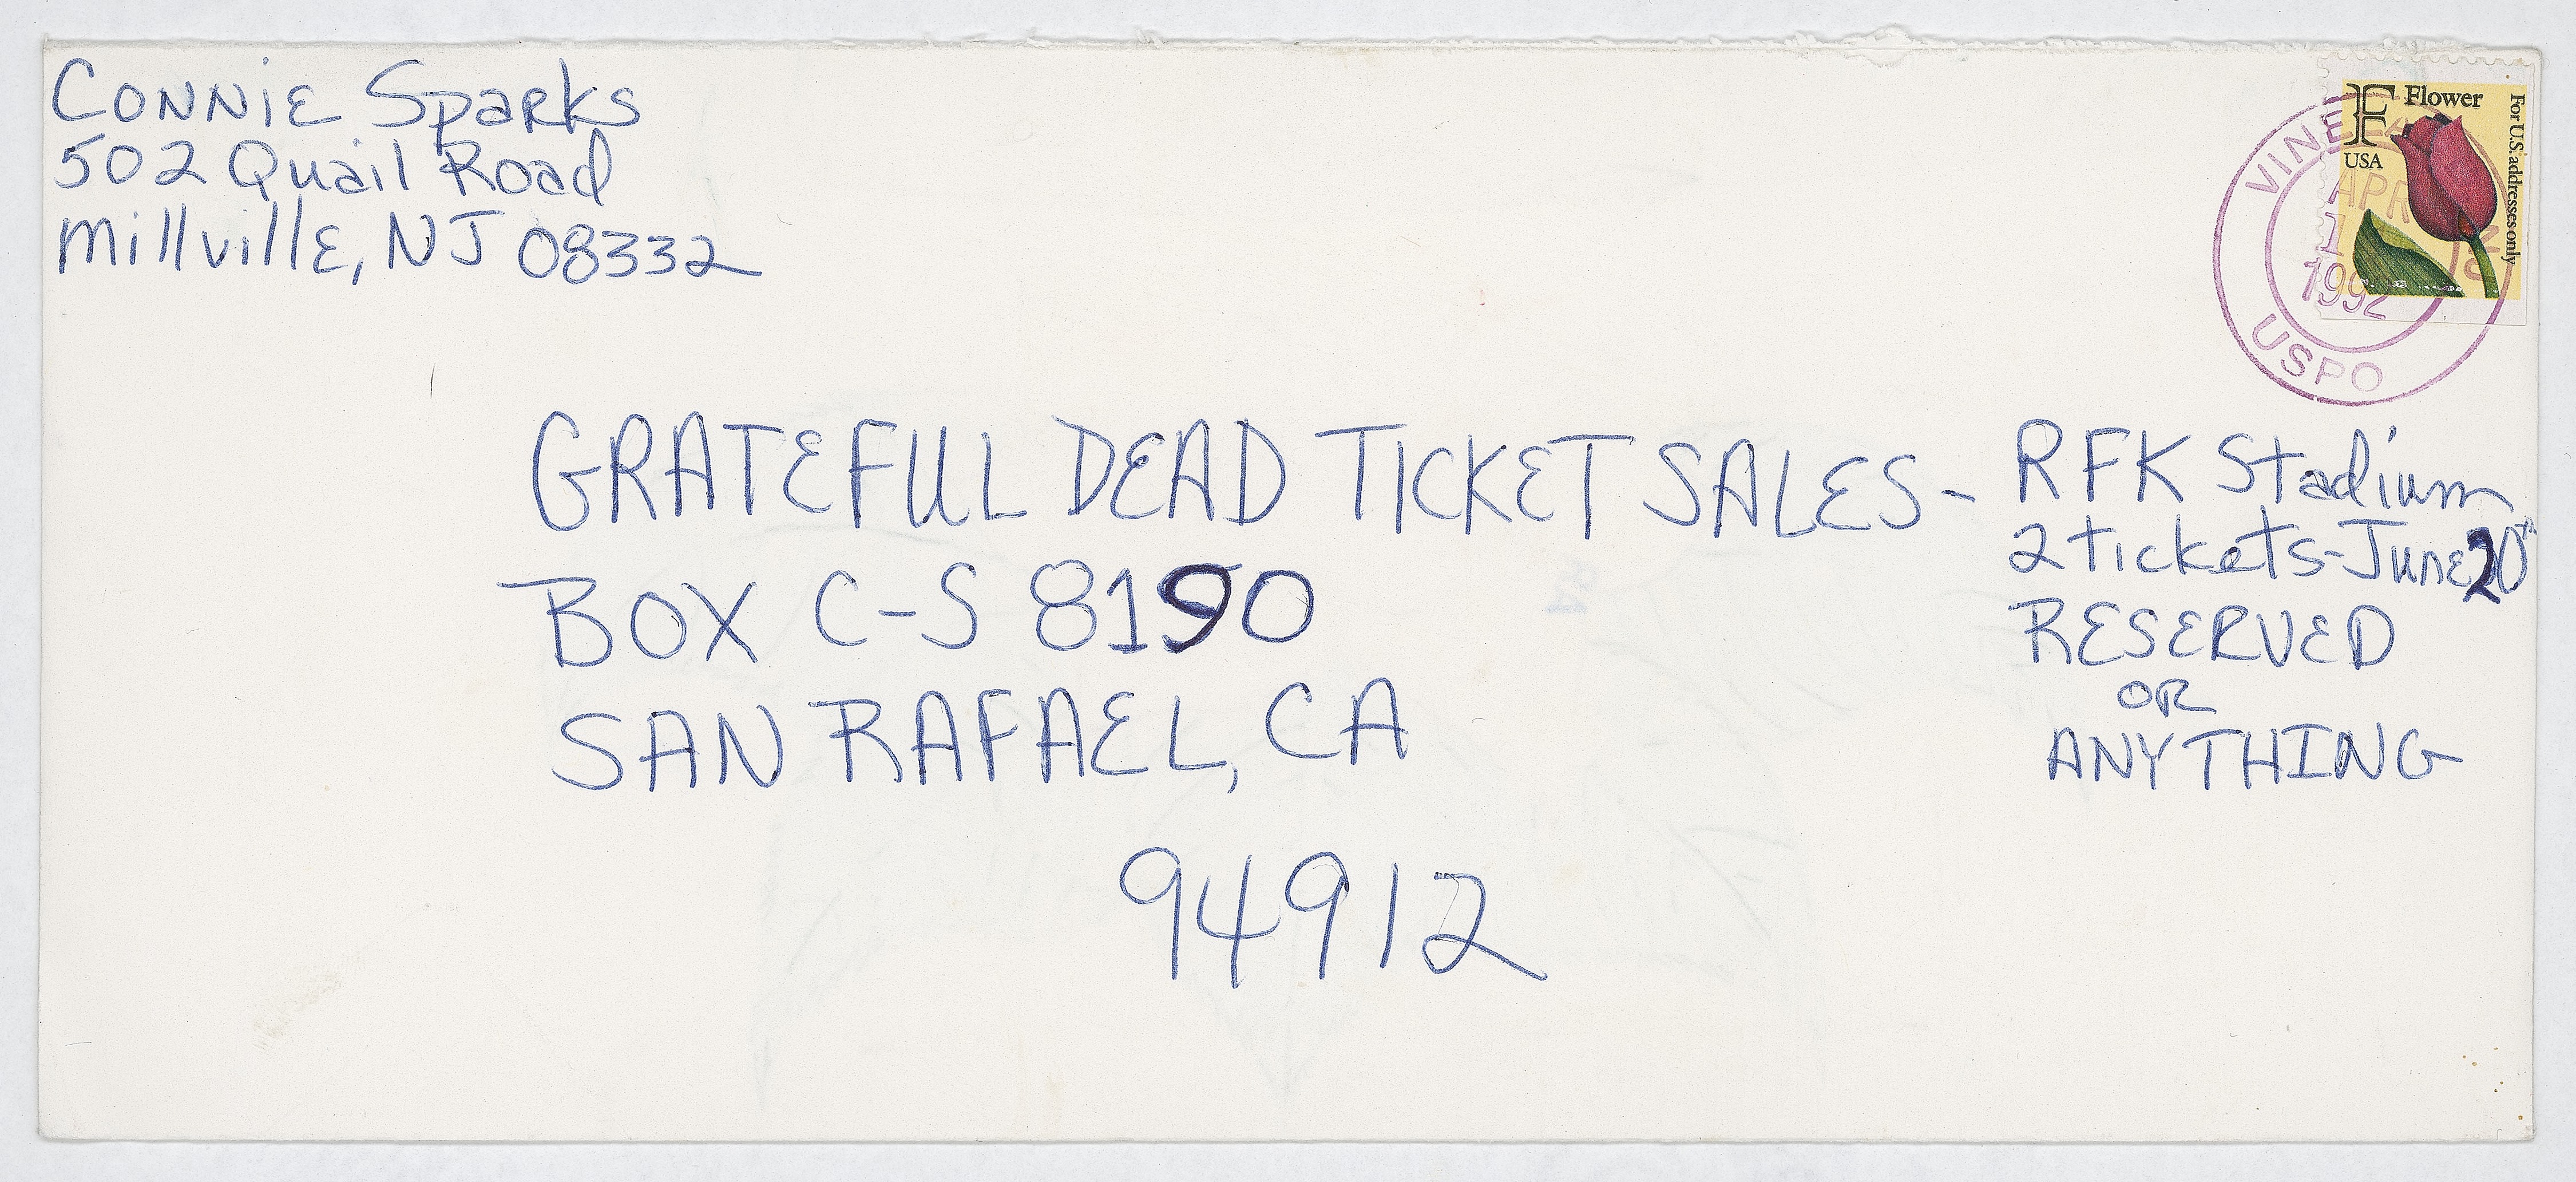 Connie Sparks
502 Quail Road
Millville, NJ 08332
F Flower
USA
For U.S. addresses only
APR
1
1992
USPO
GRATEFUL DEAD TICKET SALES-
BOX C-S 8190
SAN RAFAEL, CA
94912
RFK Stadium
2 tickets-June 20th
RESERVED
OR
ANYTHING